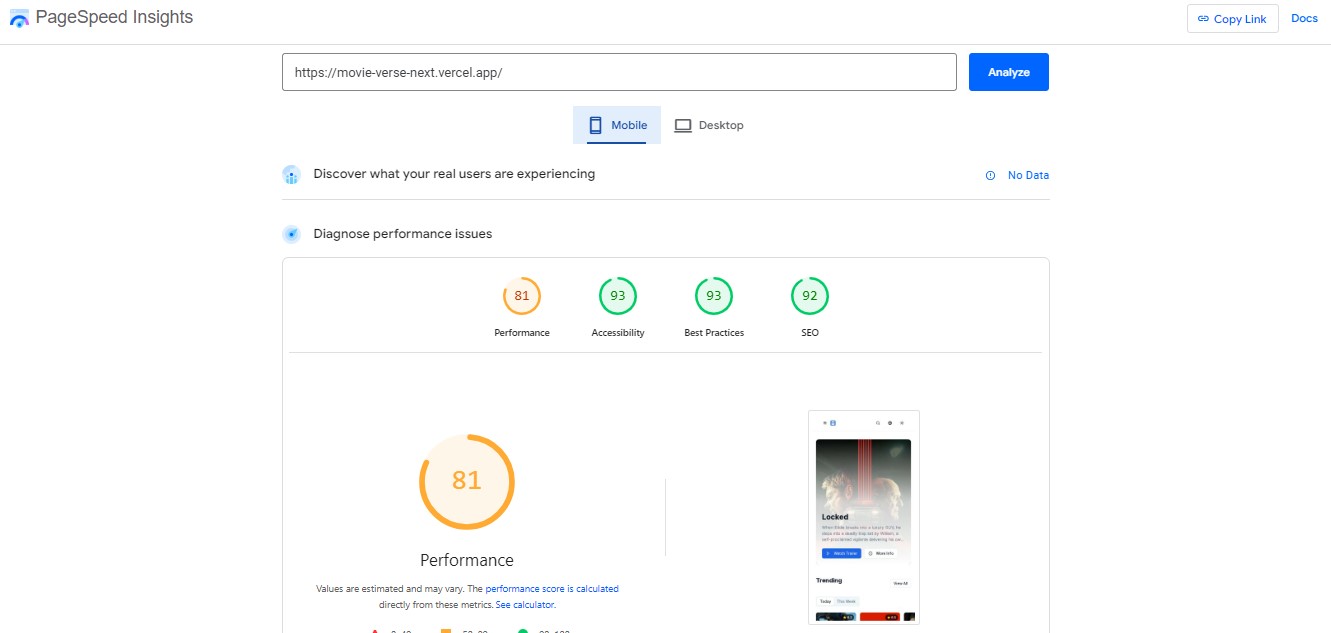 PageSpeed Insights
Copy Link
Docs
https://movie-verse-next.vercel.app/
Analyze
Mobile
Desktop
Discover what your real users are experiencing
No Data
Diagnose performance issues
81
93
93
92
Performance
Accessibility
Best Practices
SEO
81
Performance
Values are estimated and may vary. The performance score is calculated
directly from these metrics. See calculator.
Locked
Trending
View All
Today
This Week
More Info